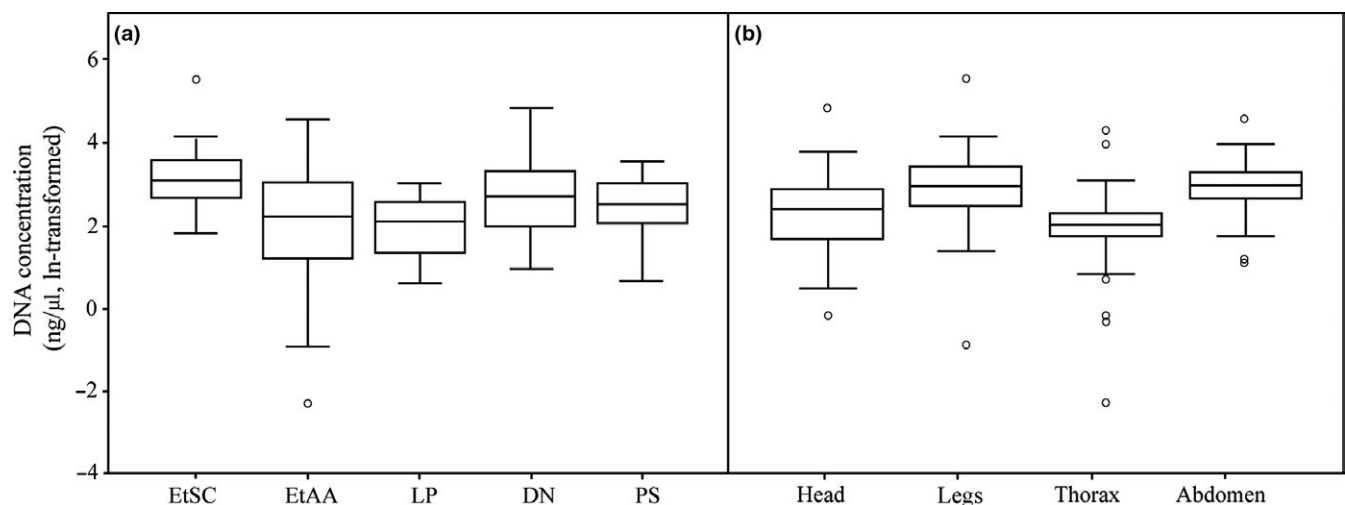 (a)
(b)
DNA concentration
(ng/µl, ln-transformed)
6
4
2
0
−2
−4
EtSC EtAA LP DN PS Head Legs Thorax Abdomen